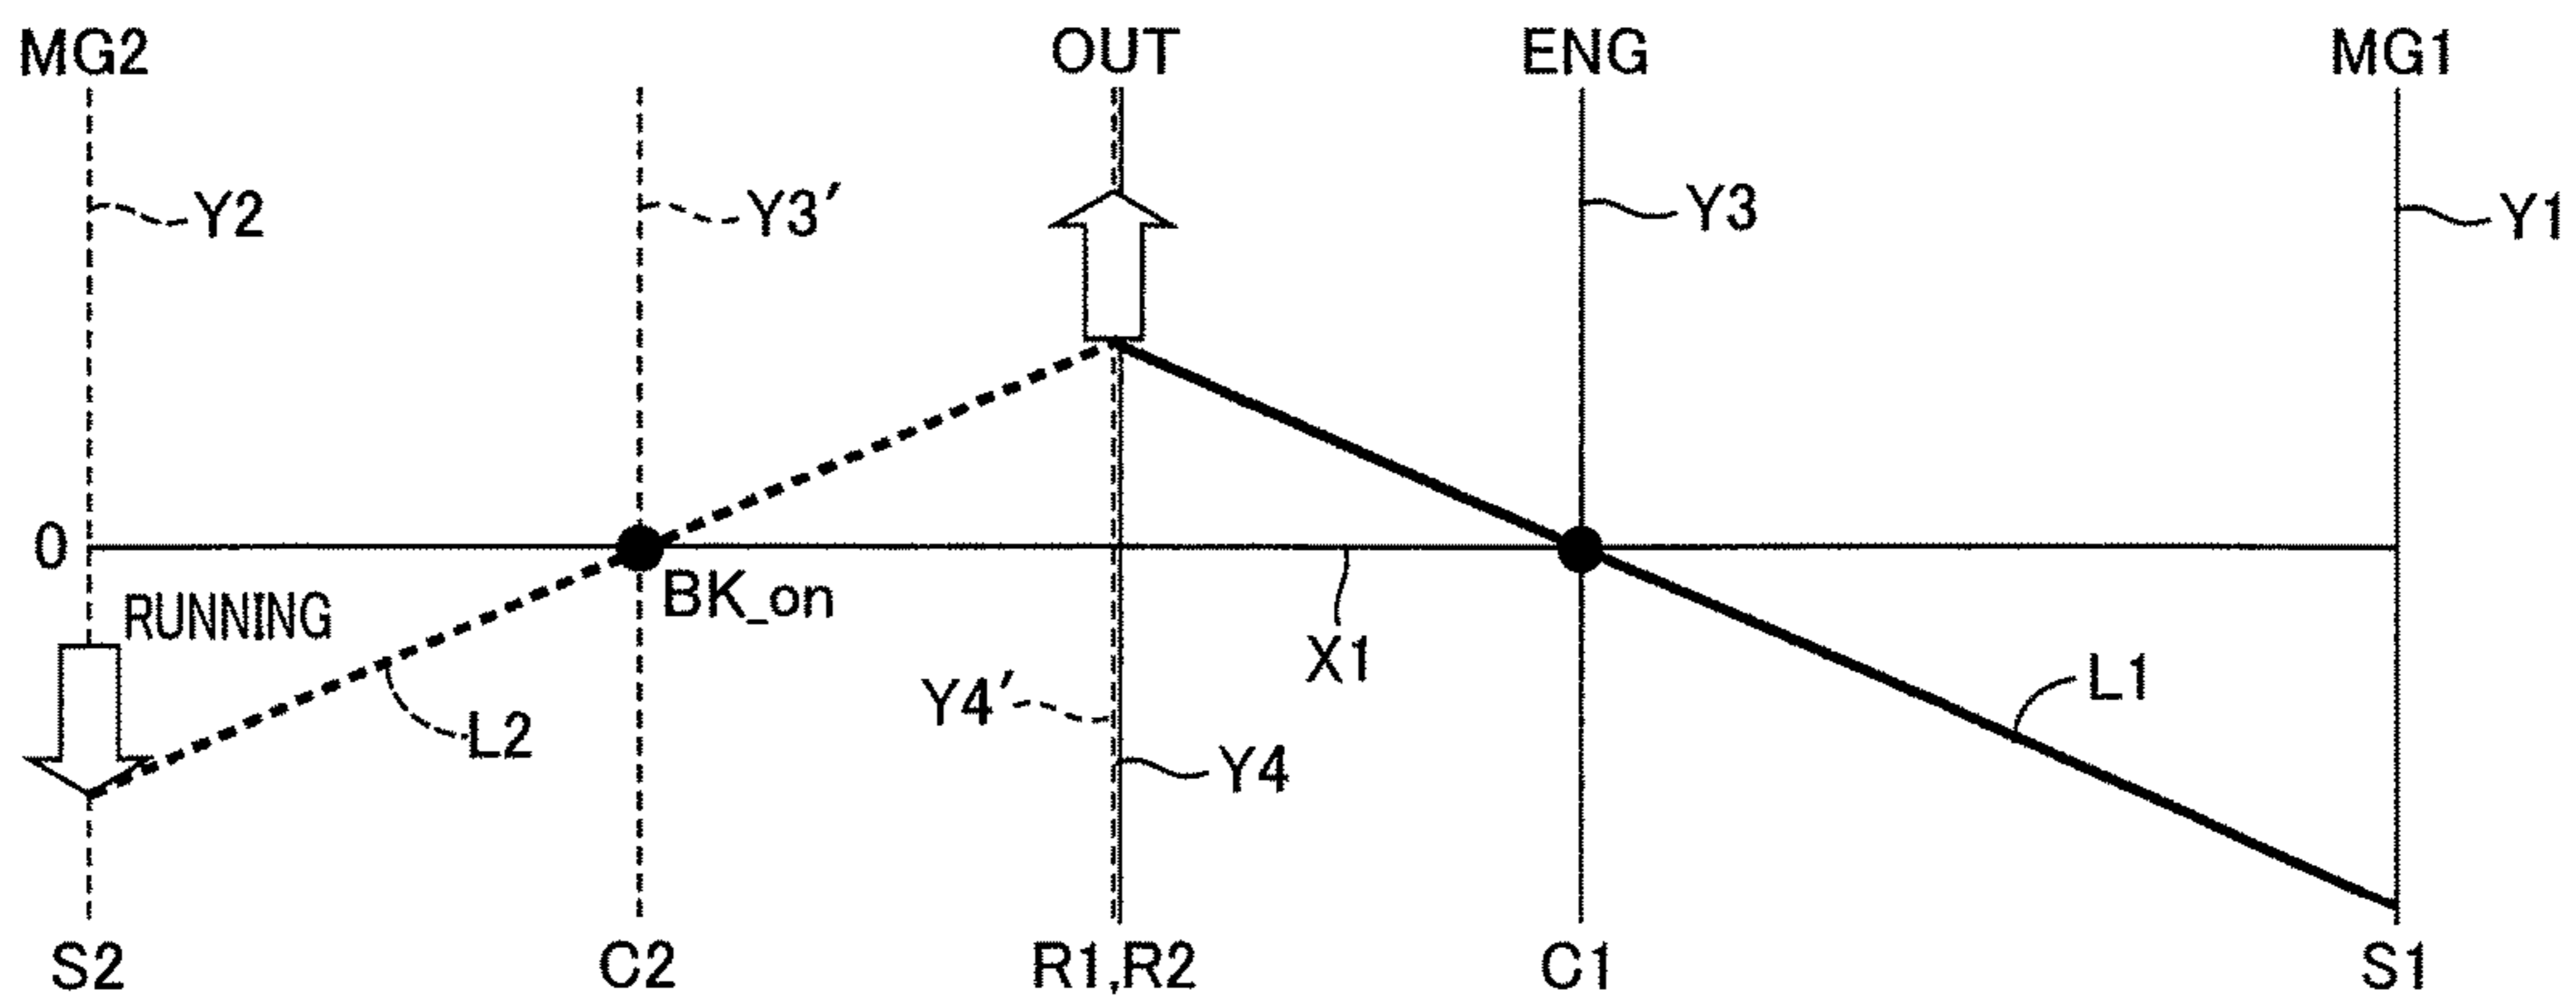 MG2 OUT ENG MG1
Y2 Y3′ Y3 Y1
0
RUNNING BK_on
X1
Y4′ L2 L1
Y4
S2 C2 R1,R2 C1 S1